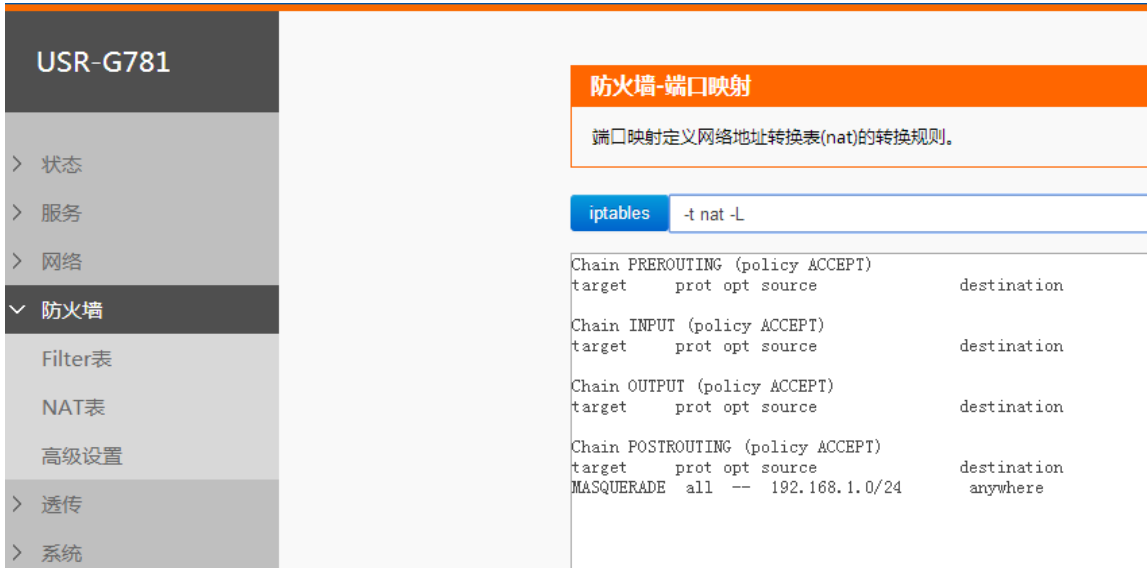 USR-G781
状态
服务
网络
防火墙
Filter表
NAT表
高级设置
透传
系统
防火墙-端口映射
端口映射定义网络地址转换表(nat)的转换规则。
iptables -t nat -L
Chain PREROUTING (policy ACCEPT)
target prot opt source destination
Chain INPUT (policy ACCEPT)
target prot opt source destination
Chain OUTPUT (policy ACCEPT)
target prot opt source destination
Chain POSTROUTING (policy ACCEPT)
target prot opt source destination
MASQUERADE all -- 192.168.1.0/24 anywhere